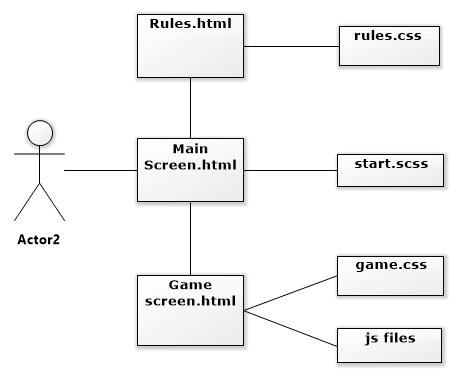 Rules.html
rules.css
Main
Screen.html
start.scss
Actor2
game.css
Game
screen.html
js files